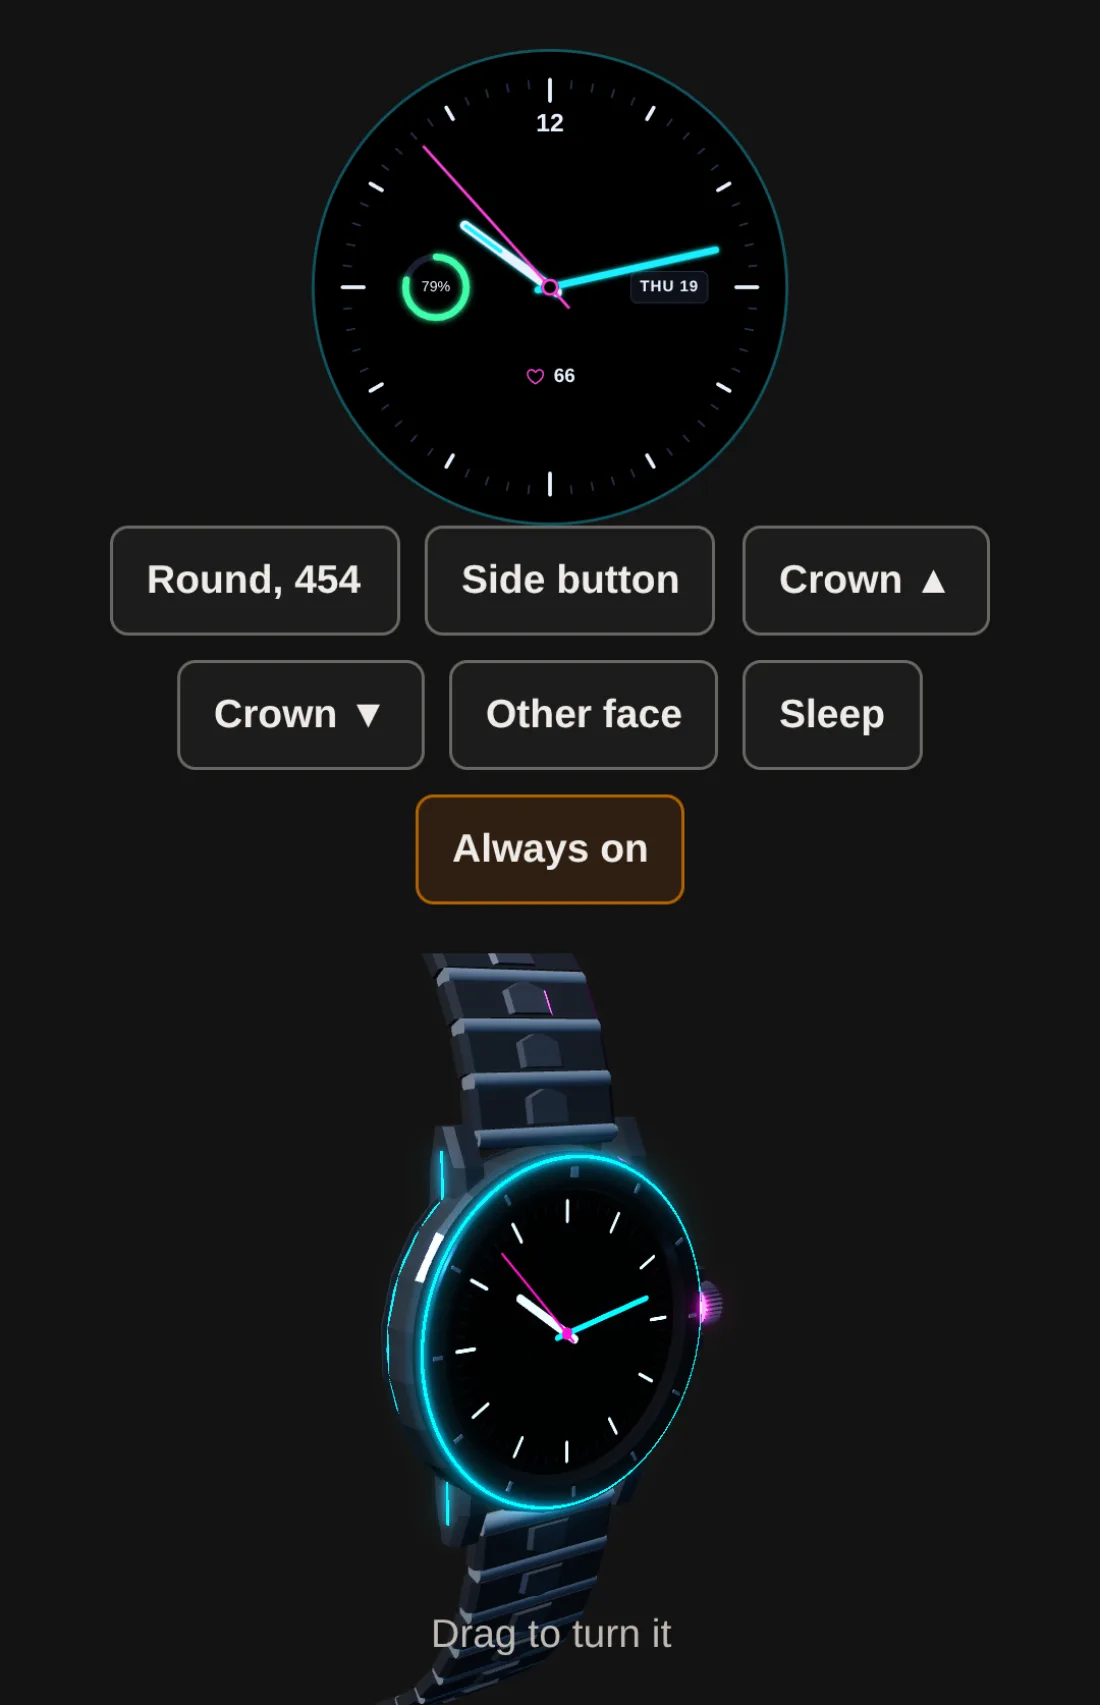 12
79%
THU 19
66
Round, 454
Side button
Crown ▲
Crown ▼
Other face
Sleep
Always on
Drag to turn it